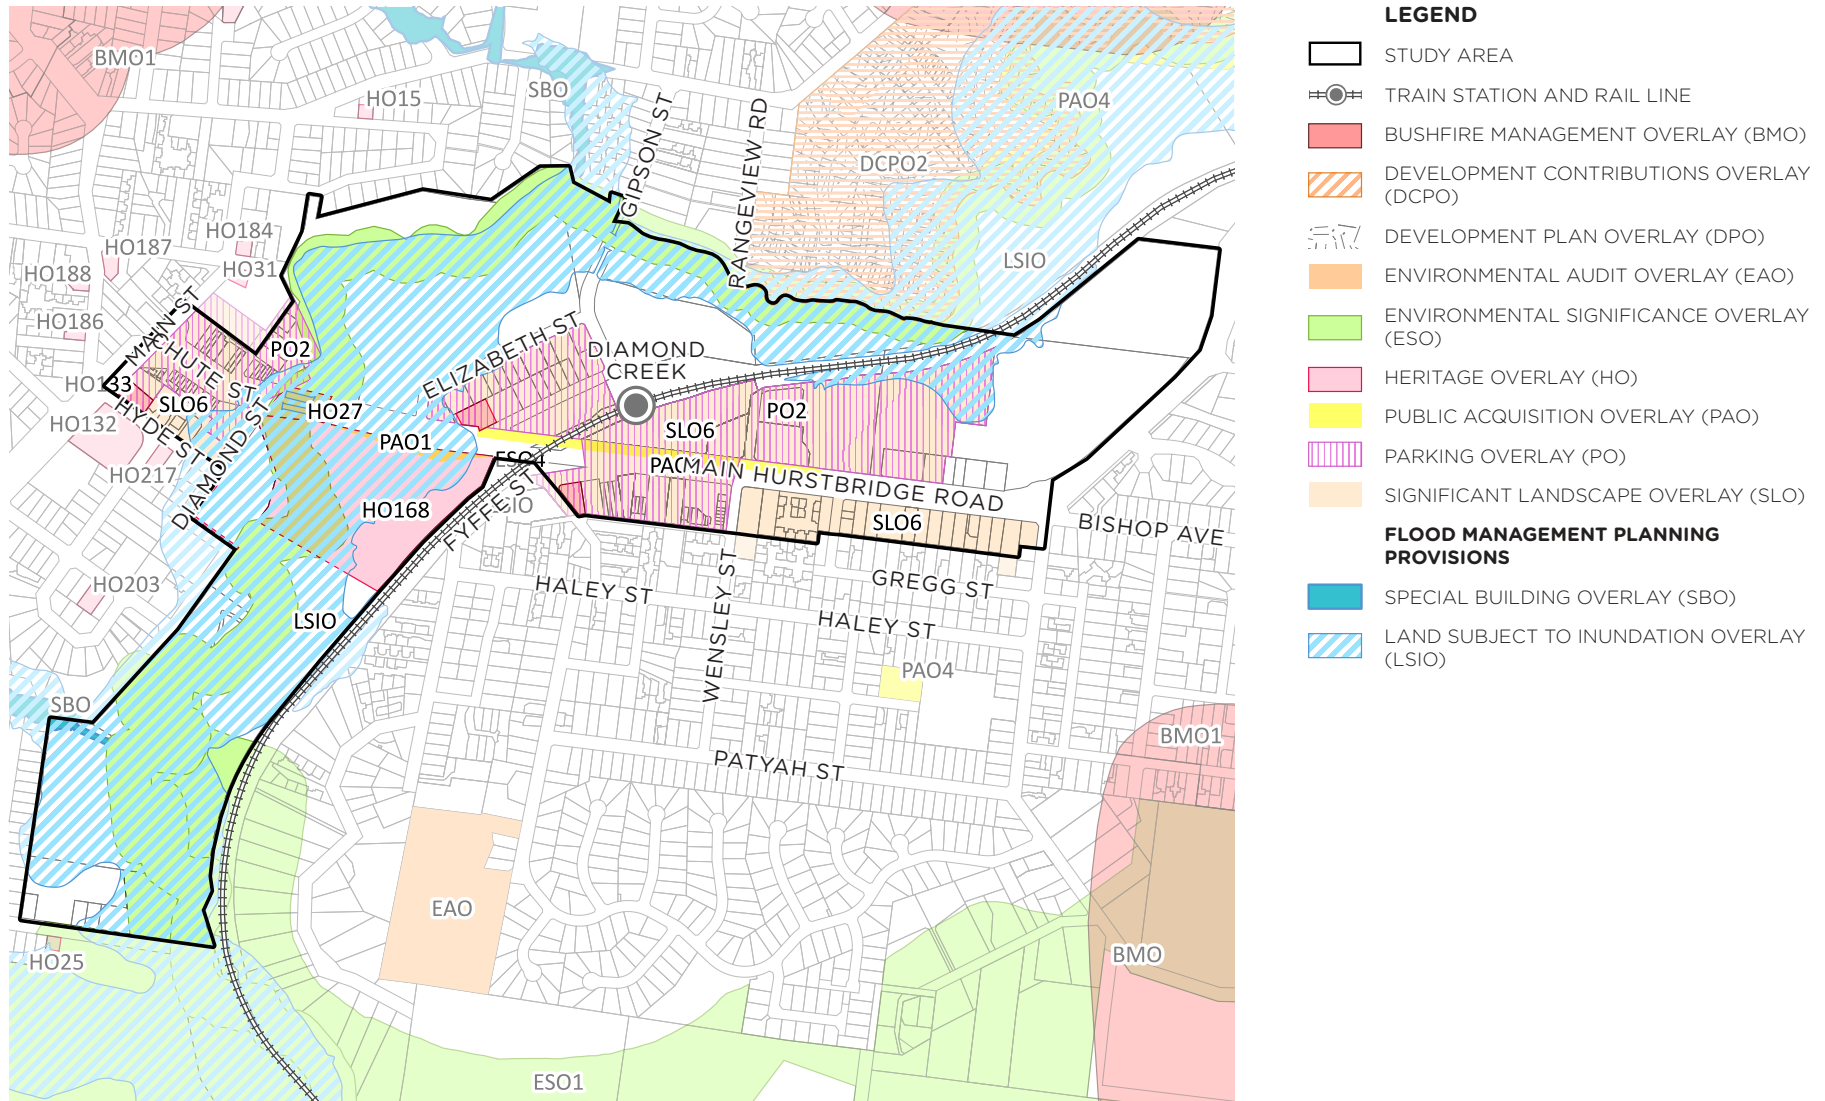 BMO1
HO15
SBO
GIPSON ST
RANGEVIEW RD
PAO4
DCPO2
LSIO
HO184
HO187
HO31
HO188
HO186
MAIN ST
CHUTE ST
PO2
HO133
SLO6
HYDE ST
HO132
HO217
DIAMOND ST
HO27
PAO1
HO168
ELIZABETH ST
DIAMOND
CREEK
PO2
SLO6
ESO4
MAIN HURSTBRIDGE ROAD
FYFFE ST
SLO6
BISHOP AVE
HO203
LSIO
HALEY ST
WENSLEY ST
GREGG ST
HALEY ST
PAO4
SBO
PATYAH ST
BMO1
EAO
BMO
HO25
ESO1
LEGEND
STUDY AREA
TRAIN STATION AND RAIL LINE
BUSHFIRE MANAGEMENT OVERLAY (BMO)
DEVELOPMENT CONTRIBUTIONS OVERLAY
(DCPO)
DEVELOPMENT PLAN OVERLAY (DPO)
ENVIRONMENTAL AUDIT OVERLAY (EAO)
ENVIRONMENTAL SIGNIFICANCE OVERLAY
(ESO)
HERITAGE OVERLAY (HO)
PUBLIC ACQUISITION OVERLAY (PAO)
PARKING OVERLAY (PO)
SIGNIFICANT LANDSCAPE OVERLAY (SLO)
FLOOD MANAGEMENT PLANNING
PROVISIONS
SPECIAL BUILDING OVERLAY (SBO)
LAND SUBJECT TO INUNDATION OVERLAY
(LSIO)